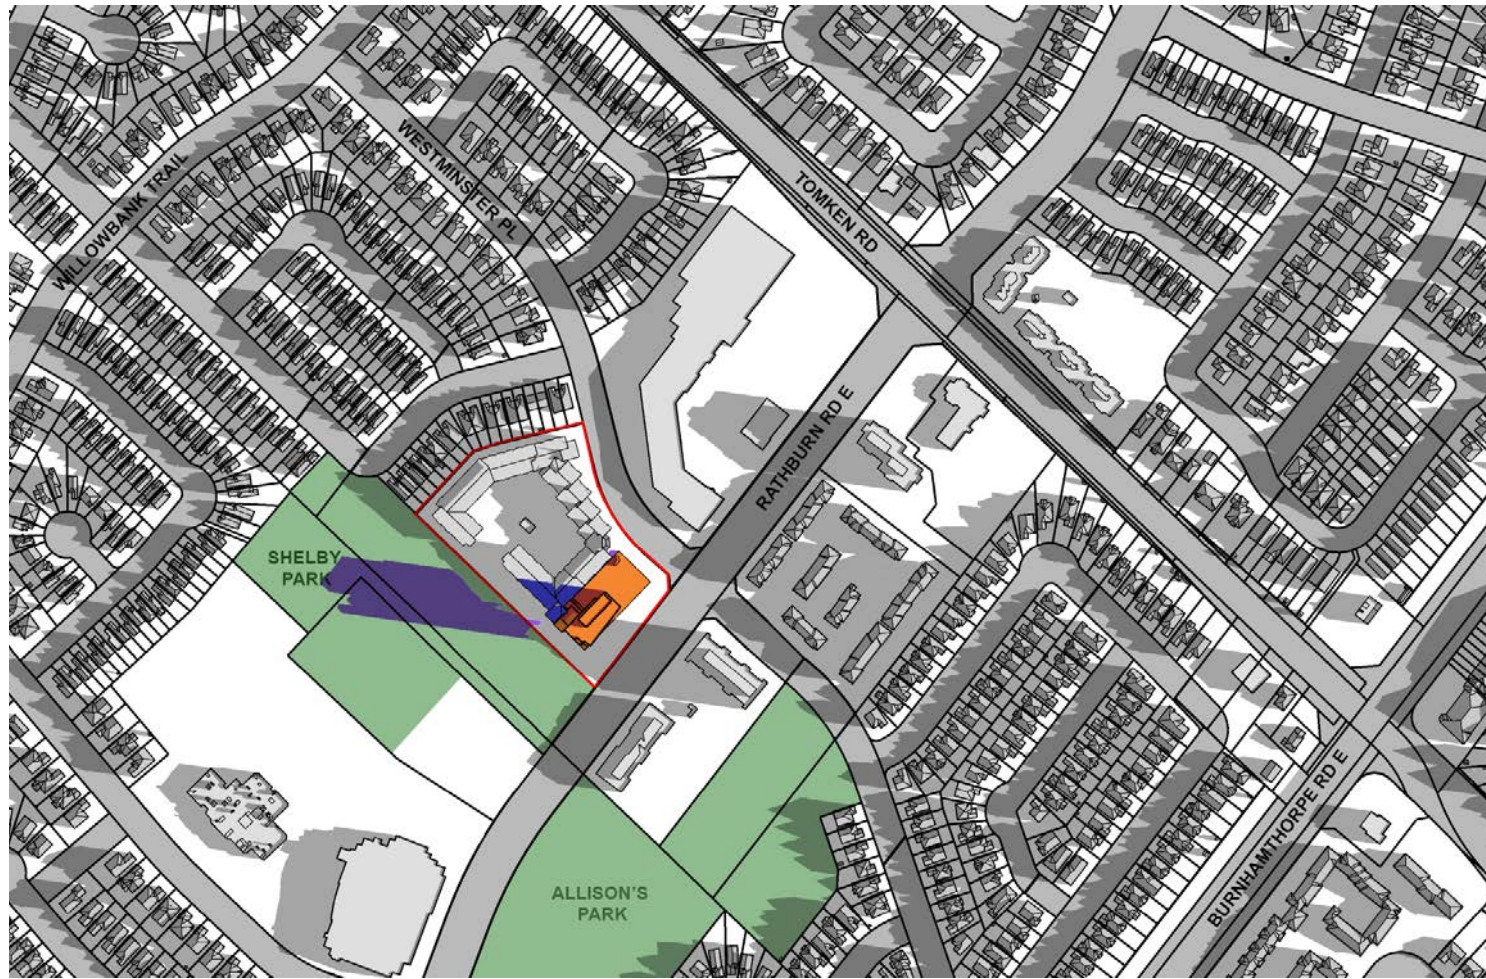 WILLOWBANK TRAIL
WESTMINSTER PL
TOMKEN RD
RATHBURN RD E
SHELBY
PARK
ALLISON'S
PARK
BURNHAMTHORPE RD E